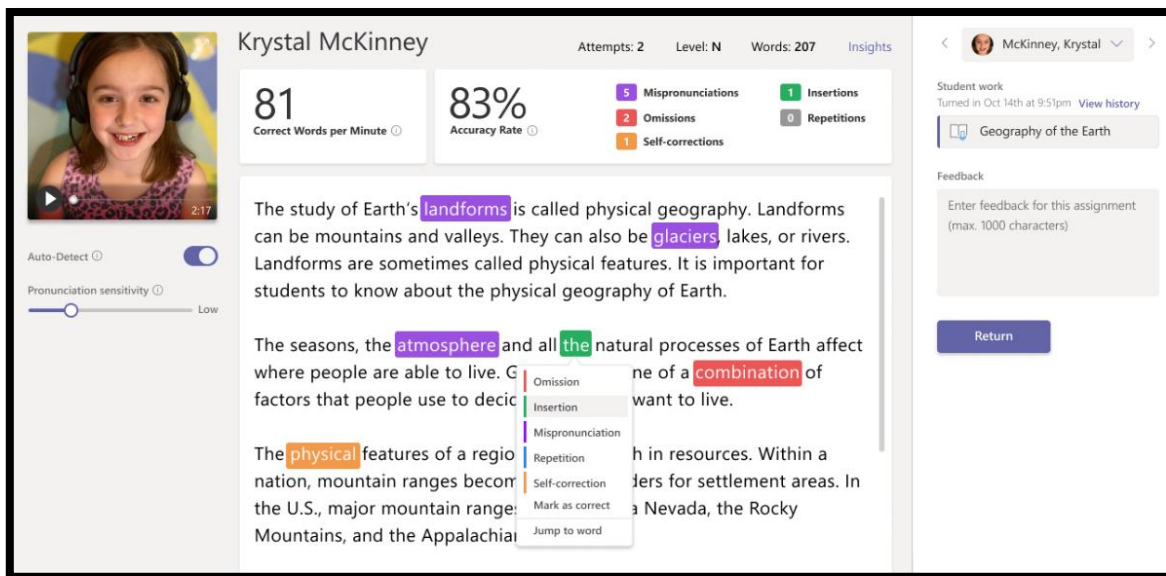 Krystal McKinney
Attempts: 2 Level: N Words: 207 Insights
81
Correct Words per Minute
83%
Accuracy Rate
5 Mispronunciations
2 Omissions
1 Self-corrections
1 Insertions
0 Repetitions
2:17
Auto-Detect
Pronunciation sensitivity
Low
The study of Earth's landforms is called physical geography. Landforms
can be mountains and valleys. They can also be glaciers, lakes, or rivers.
Landforms are sometimes called physical features. It is important for
students to know about the physical geography of Earth.
The seasons, the atmosphere and all the natural processes of Earth affect
where people are able to live. G ne of a combination of
factors that people use to decid want to live.
The physical features of a regio h in resources. Within a
nation, mountain ranges becom ders for settlement areas. In
the U.S., major mountain range a Nevada, the Rocky
Mountains, and the Appalachia
Omission
Insertion
Mispronunciation
Repetition
Self-correction
Mark as correct
Jump to word
McKinney, Krystal
Student work
Turned in Oct 14th at 9:51pm View history
Geography of the Earth
Feedback
Enter feedback for this assignment
(max. 1000 characters)
Return